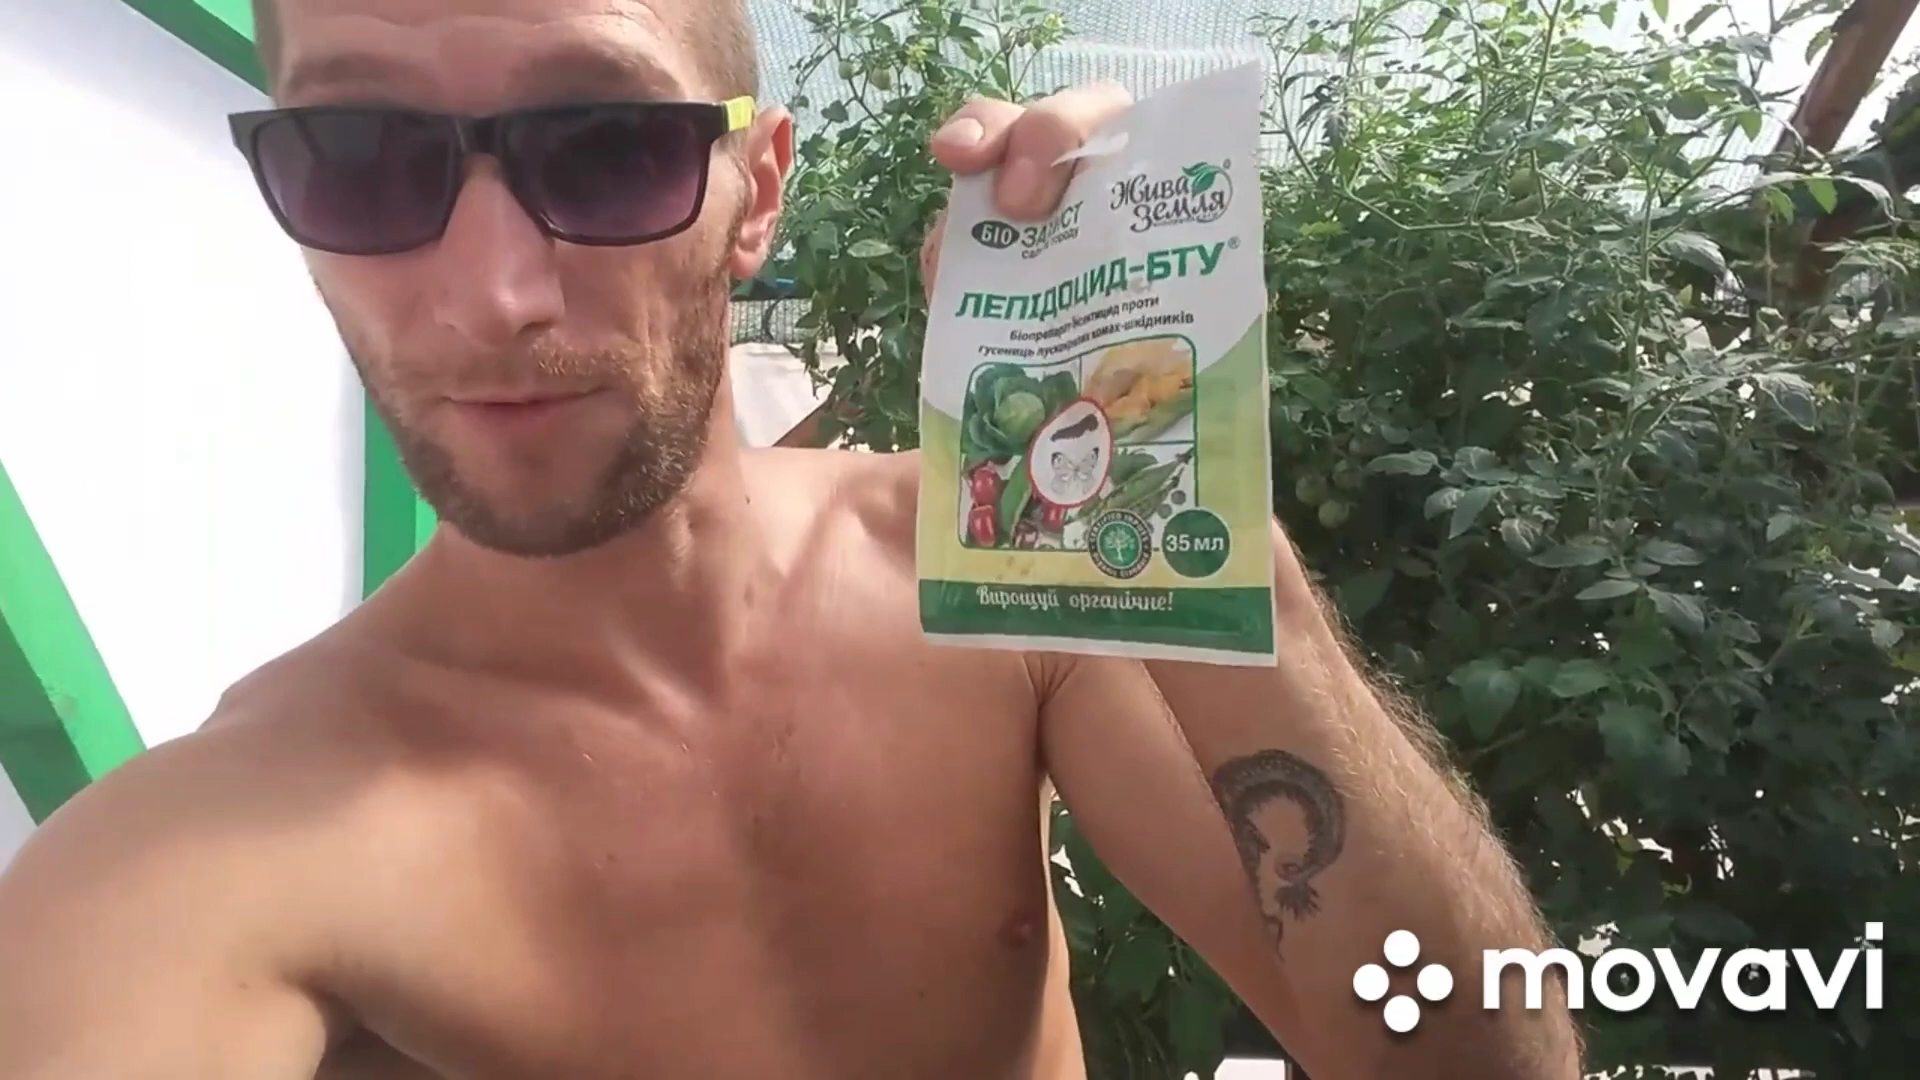 Жива
Земля
БІО ЗАХИСТ
ЛЕПІДОЦИД-БТУ®
Біопрепарат-інсектицид проти
гусениць лускокрилих комах-шкідників
35 мл
Вирощуй органічне!
movavi